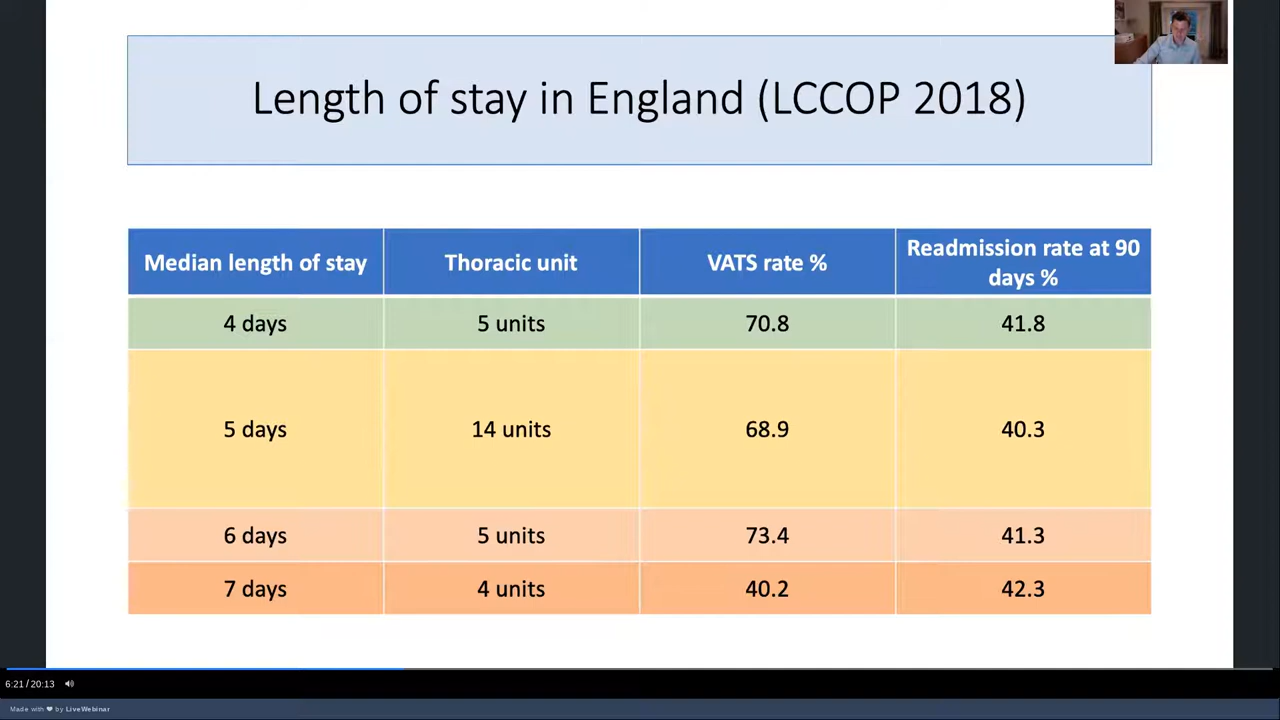 Length of stay in England (LCCOP 2018)
Median length of stay Thoracic unit VATS rate % Readmission rate at 90
days %
4 days 5 units 70.8 41.8
5 days 14 units 68.9 40.3
6 days 5 units 73.4 41.3
7 days 4 units 40.2 42.3
6:21 / 20:13
Made with ❤ by LiveWebinar